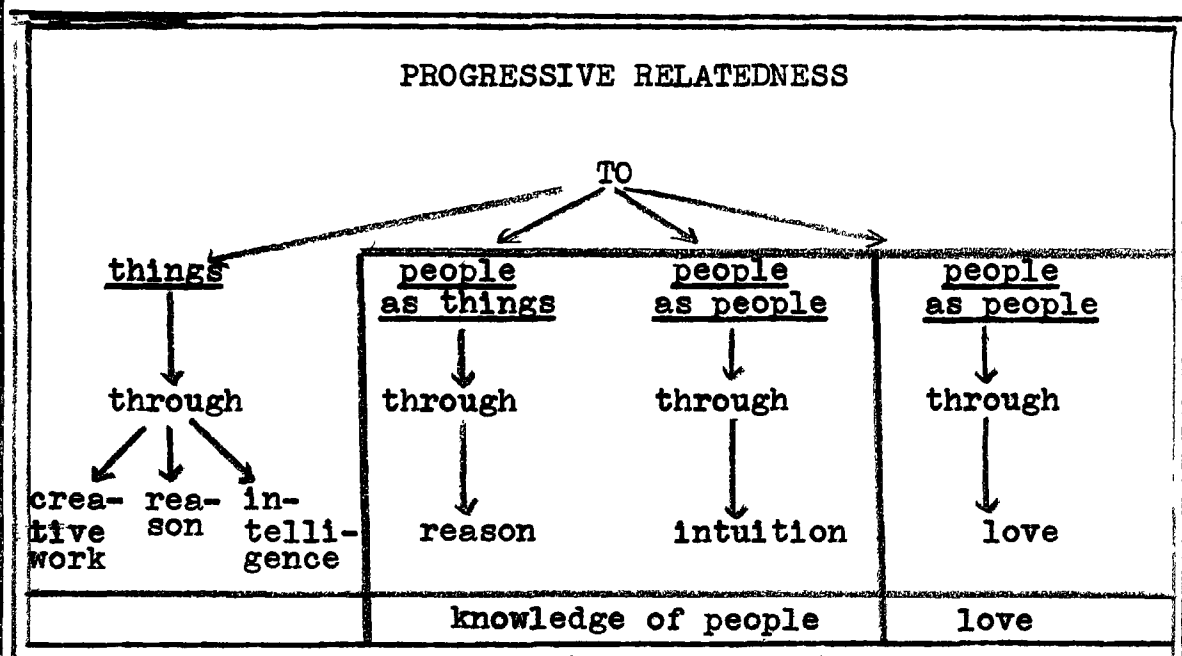 PROGRESSIVE RELATEDNESS
TO
things people people people
as things as people as people
through through through through
crea- rea- in-
tive son telli- reason intuition love
work gence
knowledge of people love